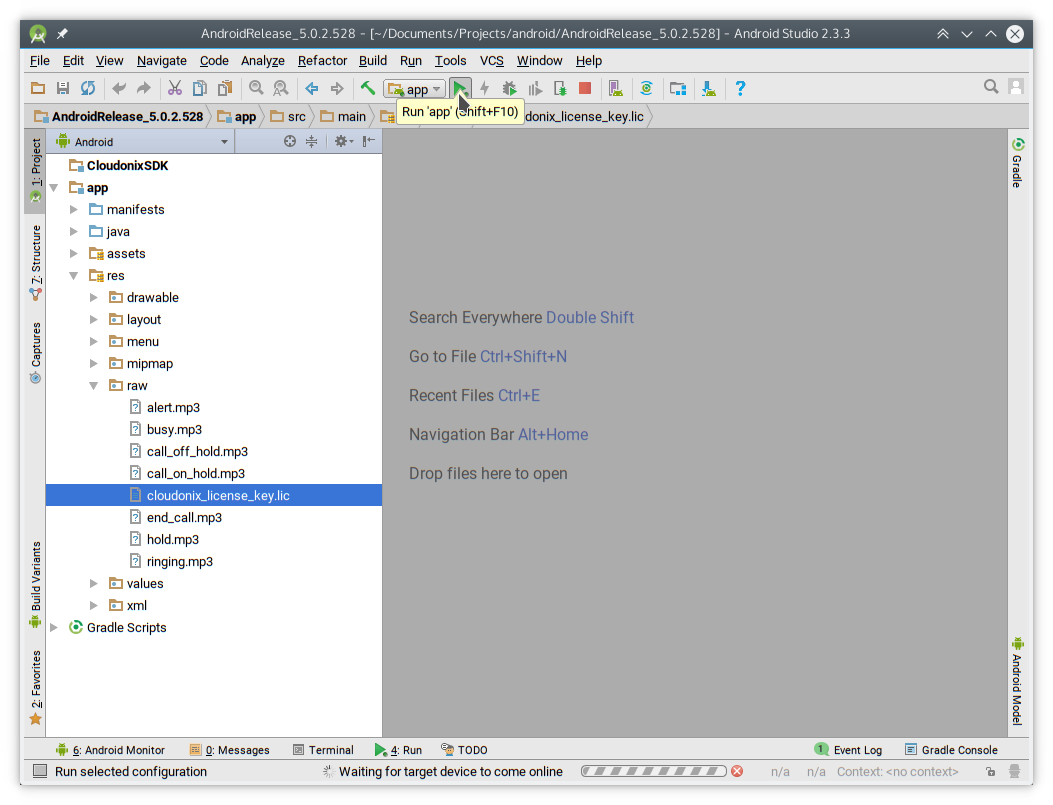 AndroidRelease_5.0.2.528 - [~/Documents/Projects/android/AndroidRelease_5.0.2.528] - Android Studio 2.3.3
File Edit View Navigate Code Analyze Refactor Build Run Tools VCS Window Help
app
Run 'app' (Shift+F10)
AndroidRelease_5.0.2.528 app src main donix_license_key.lic
1: Project
7: Structure
Captures
Build Variants
2: Favorites
Android
CloudonixSDK
app
manifests
java
assets
res
drawable
layout
menu
mipmap
raw
alert.mp3
busy.mp3
call_off_hold.mp3
call_on_hold.mp3
cloudonix_license_key.lic
end_call.mp3
hold.mp3
ringing.mp3
values
xml
Gradle Scripts
Search Everywhere Double Shift
Go to File Ctrl+Shift+N
Recent Files Ctrl+E
Navigation Bar Alt+Home
Drop files here to open
Gradle
Android Model
6: Android Monitor 0: Messages Terminal 4: Run TODO 1 Event Log Gradle Console
Run selected configuration Waiting for target device to come online n/a n/a Context: <no context>